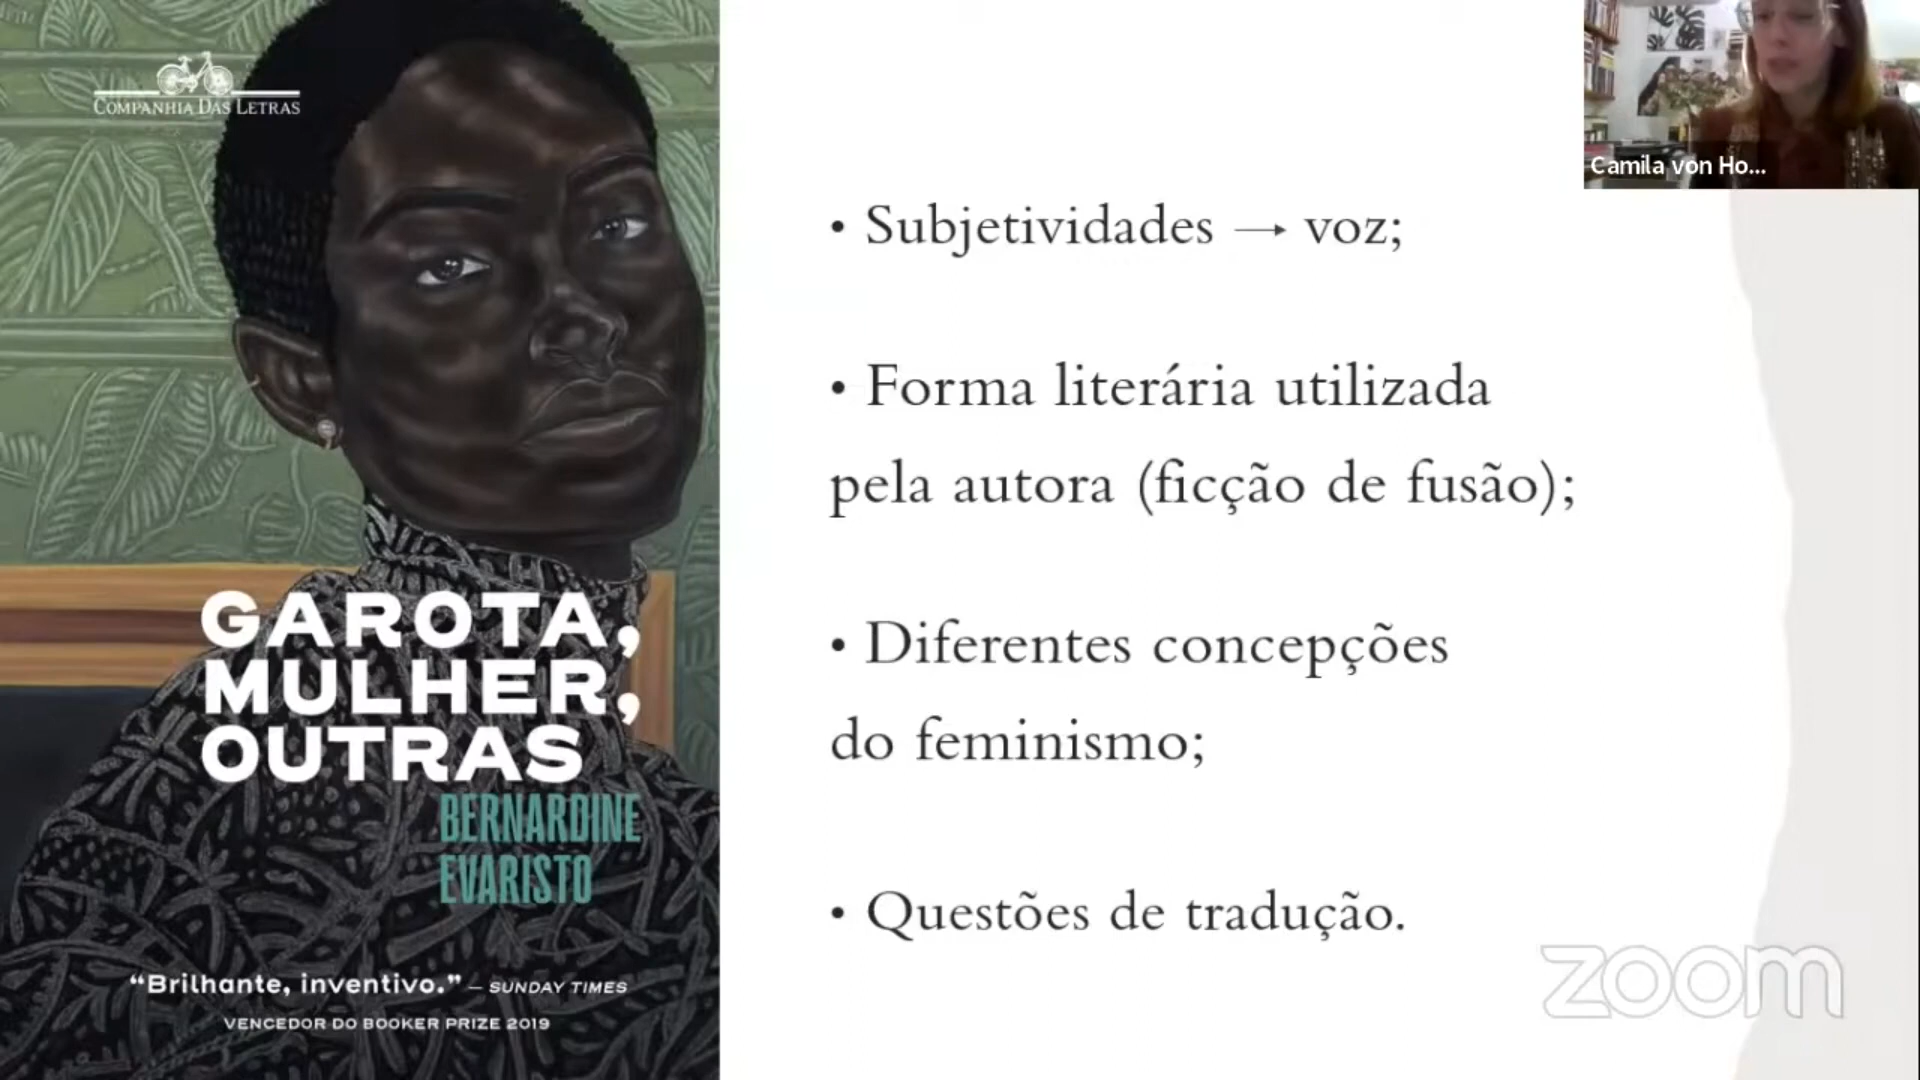 COMPANHIA DAS LETRAS
GAROTA,
MULHER,
OUTRAS
BERNARDINE
EVARISTO
“Brilhante, inventivo.” — SUNDAY TIMES
VENCEDOR DO BOOKER PRIZE 2019
• Subjetividades → voz;
• Forma literária utilizada
pela autora (ficção de fusão);
• Diferentes concepções
do feminismo;
• Questões de tradução.
Camila von Ho...
zoom